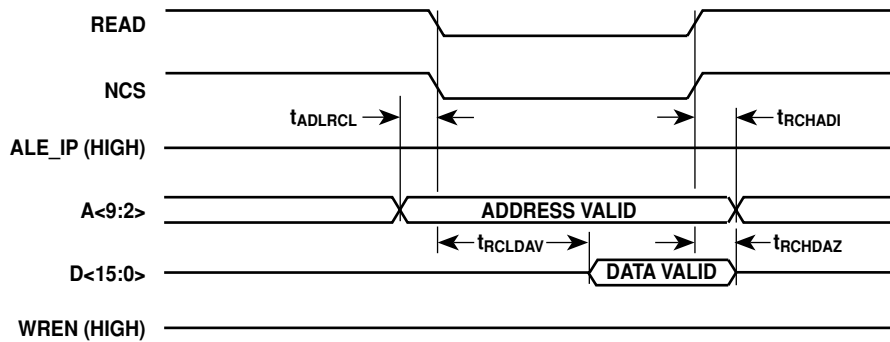 READ
NCS
tADLRCL
tRCHADI
ALE_IP (HIGH)
A<9:2>
ADDRESS VALID
tRCLDAV
tRCHDAZ
D<15:0>
DATA VALID
WREN (HIGH)